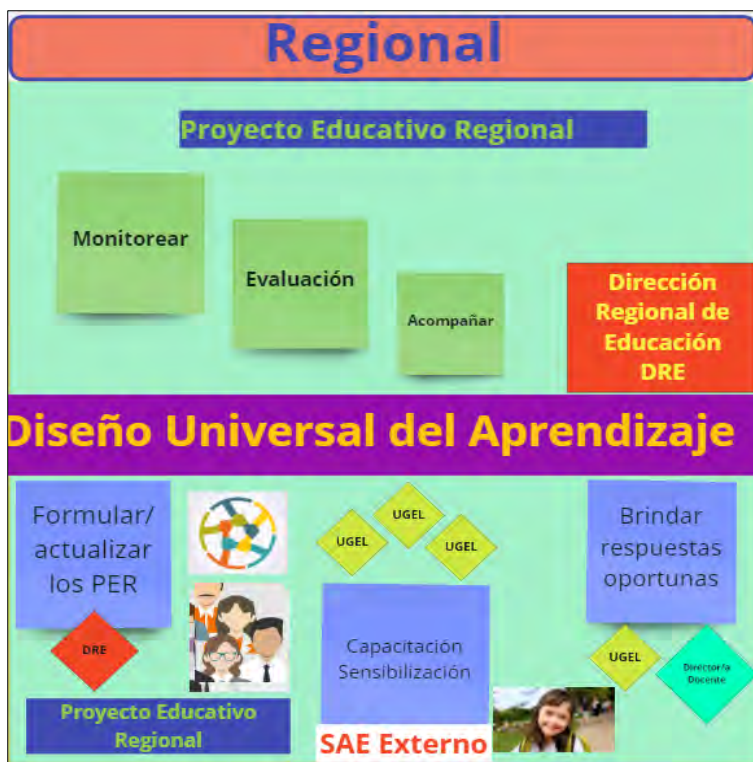 Regional
Proyecto Educativo Regional
Monitorear
Evaluación
Acompañar
Dirección
Regional de
Educación
DRE
Diseño Universal del Aprendizaje
Formular/
actualizar
los PER
DRE
Proyecto Educativo
Regional
UGEL
UGEL
UGEL
Capacitación
Sensibilización
SAE Externo
Brindar
respuestas
oportunas
UGEL
Director/a
Docente